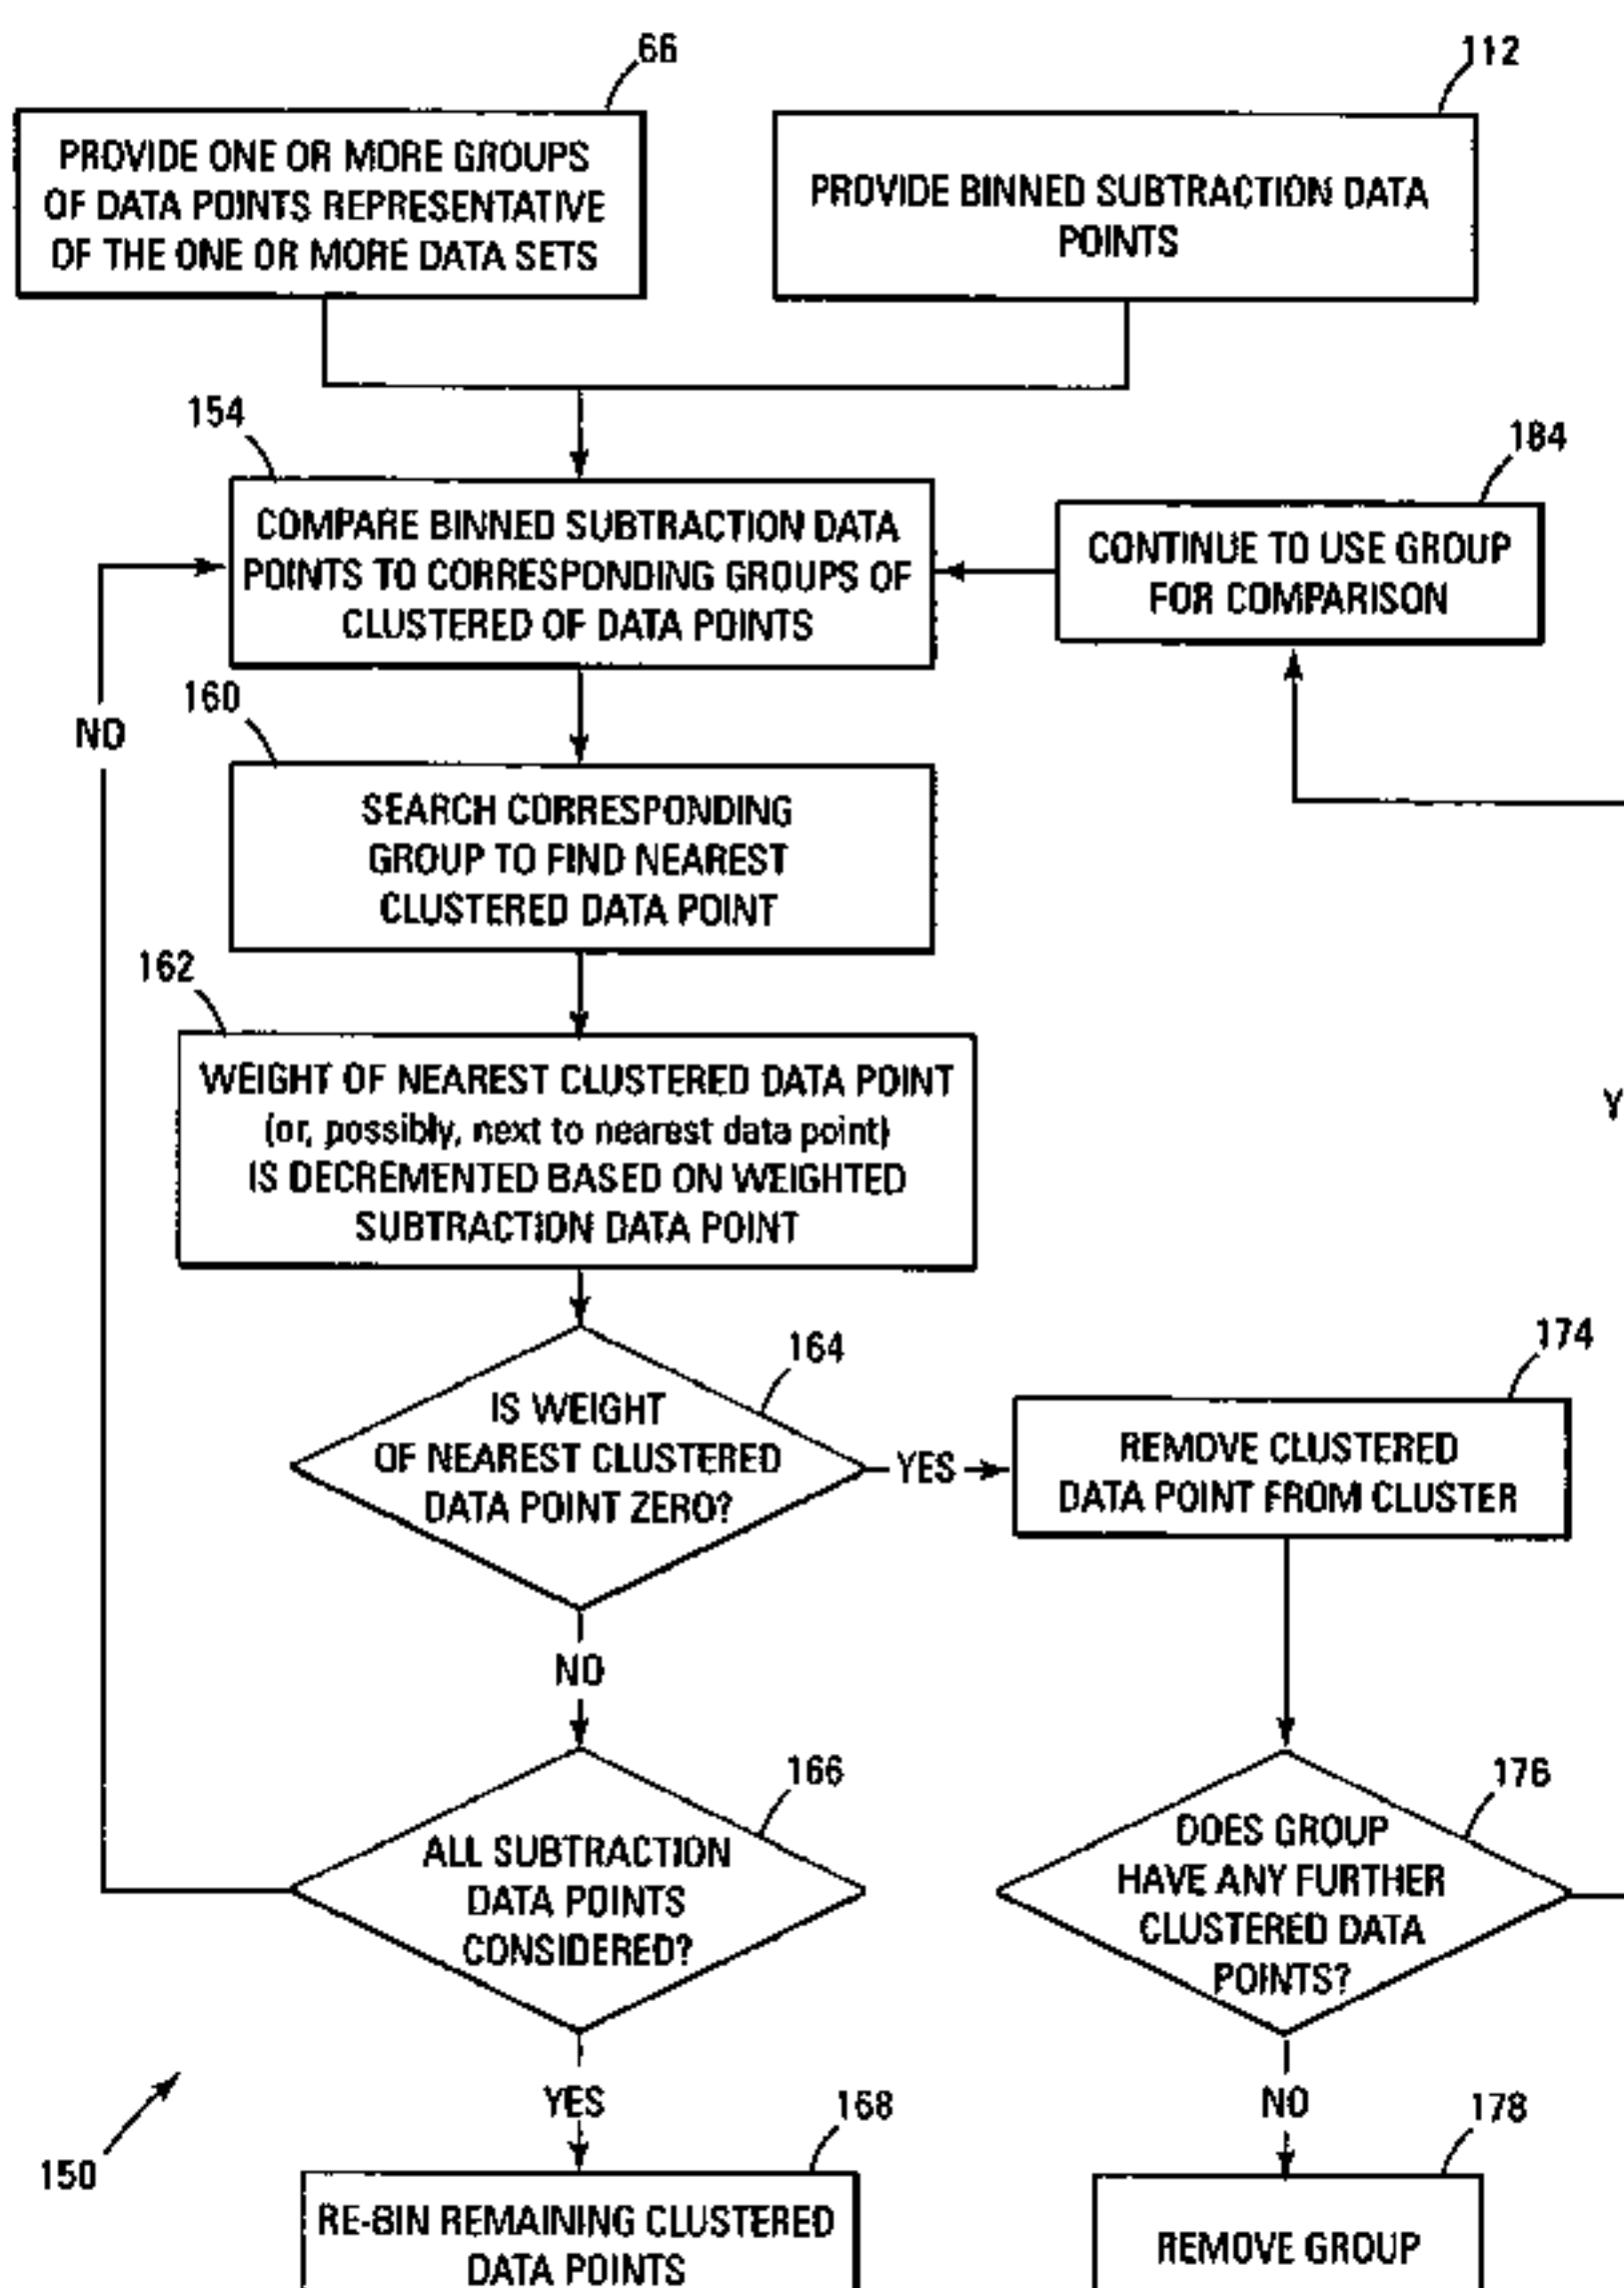 66
112
PROVIDE ONE OR MORE GROUPS
OF DATA POINTS REPRESENTATIVE
OF THE ONE OR MORE DATA SETS
PROVIDE BINNED SUBTRACTION DATA
POINTS
154
184
COMPARE BINNED SUBTRACTION DATA
POINTS TO CORRESPONDING GROUPS OF
CLUSTERED OF DATA POINTS
CONTINUE TO USE GROUP
FOR COMPARISON
NO
160
SEARCH CORRESPONDING
GROUP TO FIND NEAREST
CLUSTERED DATA POINT
162
WEIGHT OF NEAREST CLUSTERED DATA POINT
(or, possibly, next to nearest data point)
IS DECREMENTED BASED ON WEIGHTED
SUBTRACTION DATA POINT
Y
164
174
IS WEIGHT
OF NEAREST CLUSTERED
DATA POINT ZERO?
YES
REMOVE CLUSTERED
DATA POINT FROM CLUSTER
NO
166
176
ALL SUBTRACTION
DATA POINTS
CONSIDERED?
DOES GROUP
HAVE ANY FURTHER
CLUSTERED DATA
POINTS?
YES
NO
168
178
150
RE-BIN REMAINING CLUSTERED
DATA POINTS
REMOVE GROUP